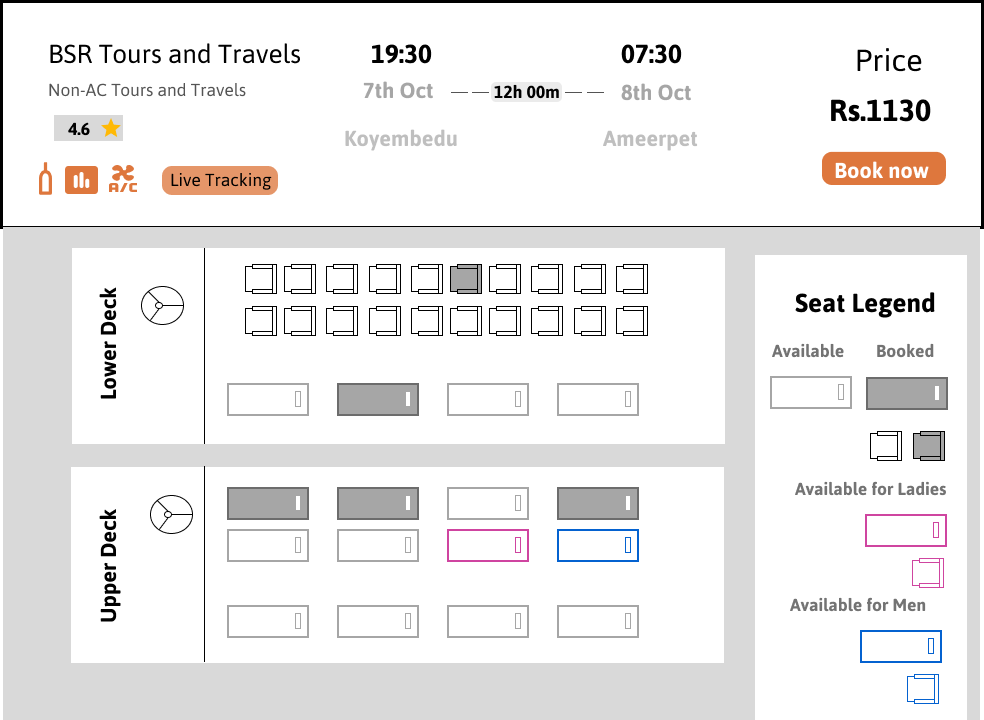 BSR Tours and Travels
Non-AC Tours and Travels
4.6
A/C
Live Tracking
19:30
7th Oct
Koyembedu
12h 00m
07:30
8th Oct
Ameerpet
Price
Rs.1130
Book now
Lower Deck
Upper Deck
Seat Legend
Available Booked
Available for Ladies
Available for Men